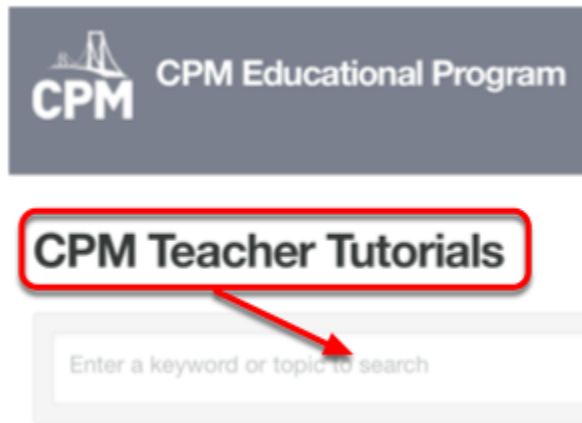 CPM
CPM Educational Program
CPM Teacher Tutorials
Enter a keyword or topic to search